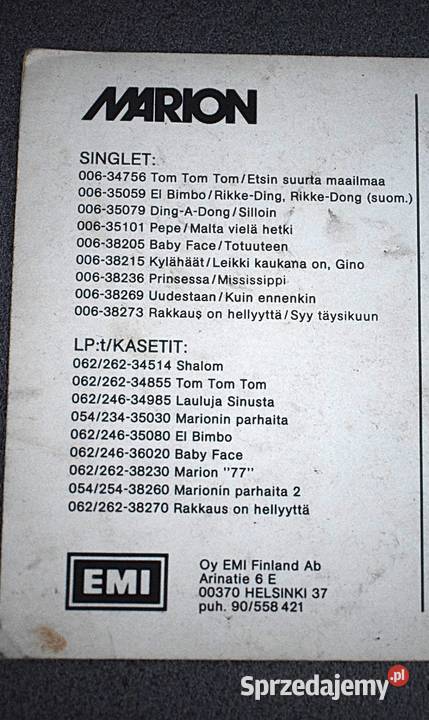 MARION
SINGLET:
006-34756 Tom Tom Tom/Etsin suurta maailmaa
006-35059 El Bimbo/Rikke-Ding, Rikke-Dong (suom.)
006-35079 Ding-A-Dong/Silloin
006-35101 Pepe/Malta vielä hetki
006-38205 Baby Face/Totuuteen
006-38215 Kylähäät/Leikki kaukana on, Gino
006-38236 Prinsessa/Mississippi
006-38269 Uudestaan/Kuin ennenkin
006-38273 Rakkaus on hellyyttä/Syy täysikuun
LP:t/KASETIT:
062/262-34514 Shalom
062/262-34855 Tom Tom Tom
062/246-34985 Lauluja Sinusta
054/234-35030 Marionin parhaita
062/246-35080 El Bimbo
062/246-36020 Baby Face
062/262-38230 Marion "77"
054/254-38260 Marionin parhaita 2
062/262-38270 Rakkaus on hellyyttä
EMI
Oy EMI Finland Ab
Arinatie 6 E
00370 HELSINKI 37
puh. 90/558 421
Sprzedajemy.pl